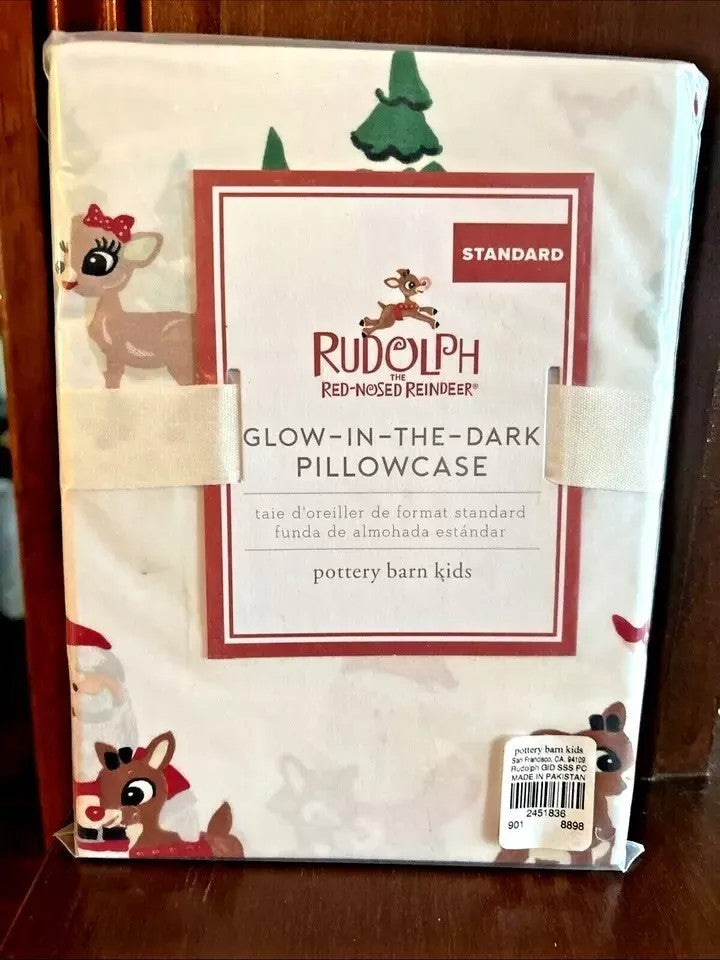 STANDARD
RUDOLPH
THE
RED-NOSED REINDEER®
GLOW-IN-THE-DARK
PILLOWCASE
taie d'oreiller de format standard
funda de almohada estándar
pottery barn kids
pottery barn kids
San Francisco, CA. 94109
Rudolph GID SSS PC
MADE IN PAKISTAN
2451836
901 8898